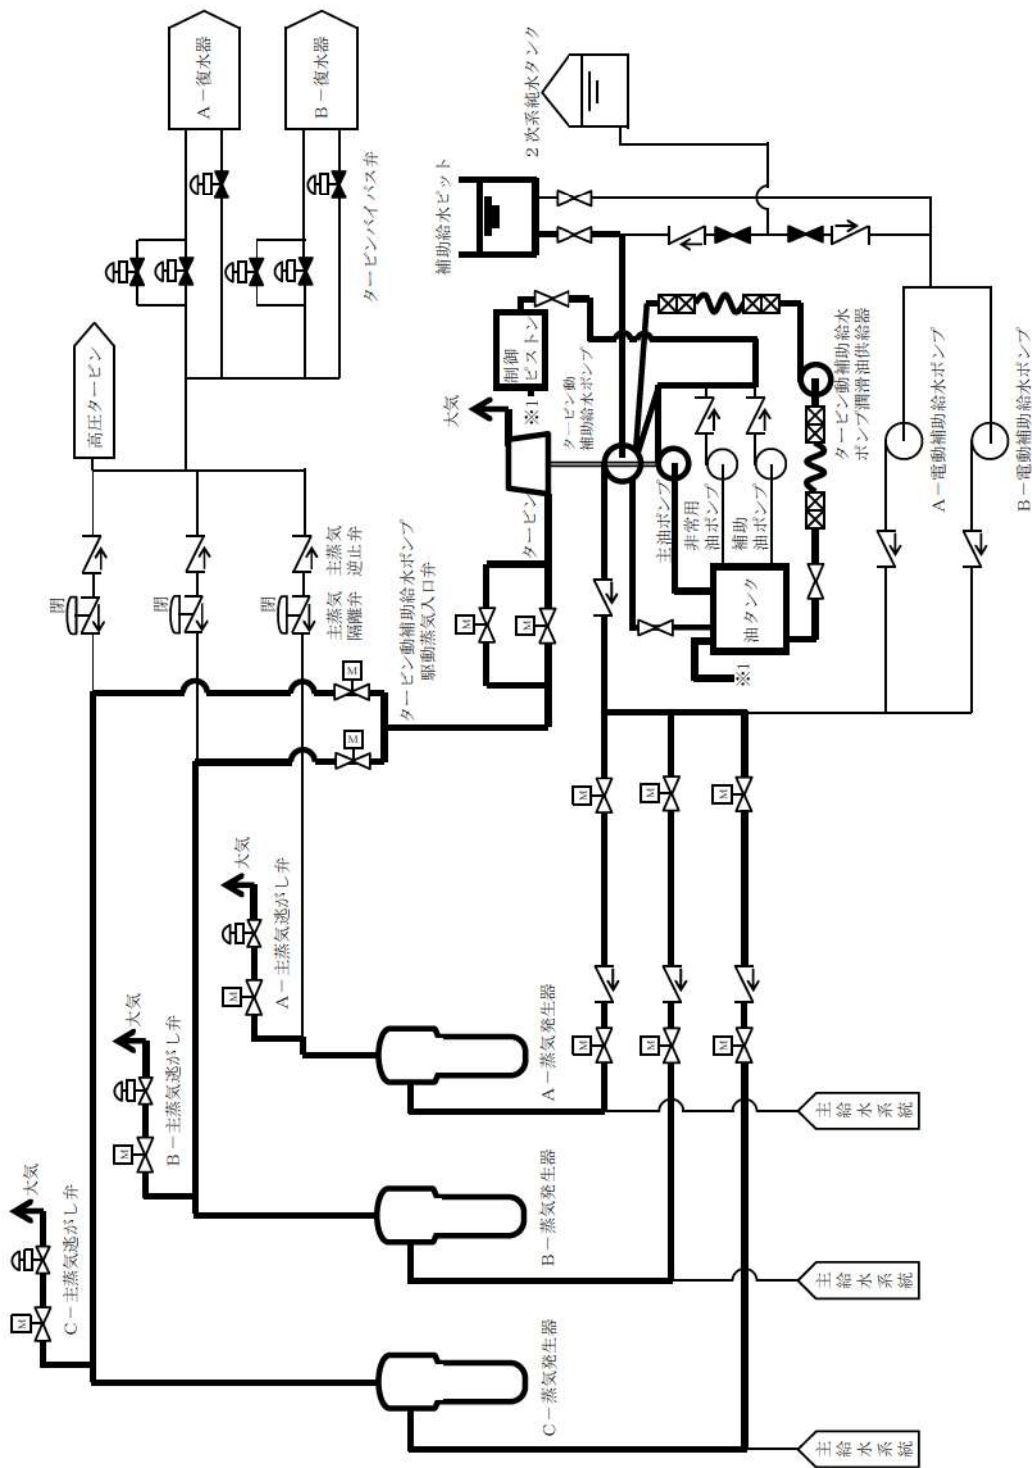 A－復水器
B－復水器
タービンバイパス弁
高圧タービン
2次系純水タンク
補助給水ピット
制御
ピストン
※1
大気
タービン動
補助給水ポンプ
タービン
閉
閉
閉
主蒸気
逆止弁
主蒸気
隔離弁
タービン動補助給水ポンプ
駆動蒸気入口弁
M
M
M
M
主油ポンプ
非常用
油ポンプ
補助
油ポンプ
油タンク
※1
タービン動補助給水
ポンプ潤滑油供給器
A－電動補助給水ポンプ
B－電動補助給水ポンプ
M
M
M
M
M
M
大気
M
A－主蒸気逃がし弁
大気
M
B－主蒸気逃がし弁
大気
M
C－主蒸気逃がし弁
A－蒸気発生器
B－蒸気発生器
C－蒸気発生器
主給水系統
主給水系統
主給水系統